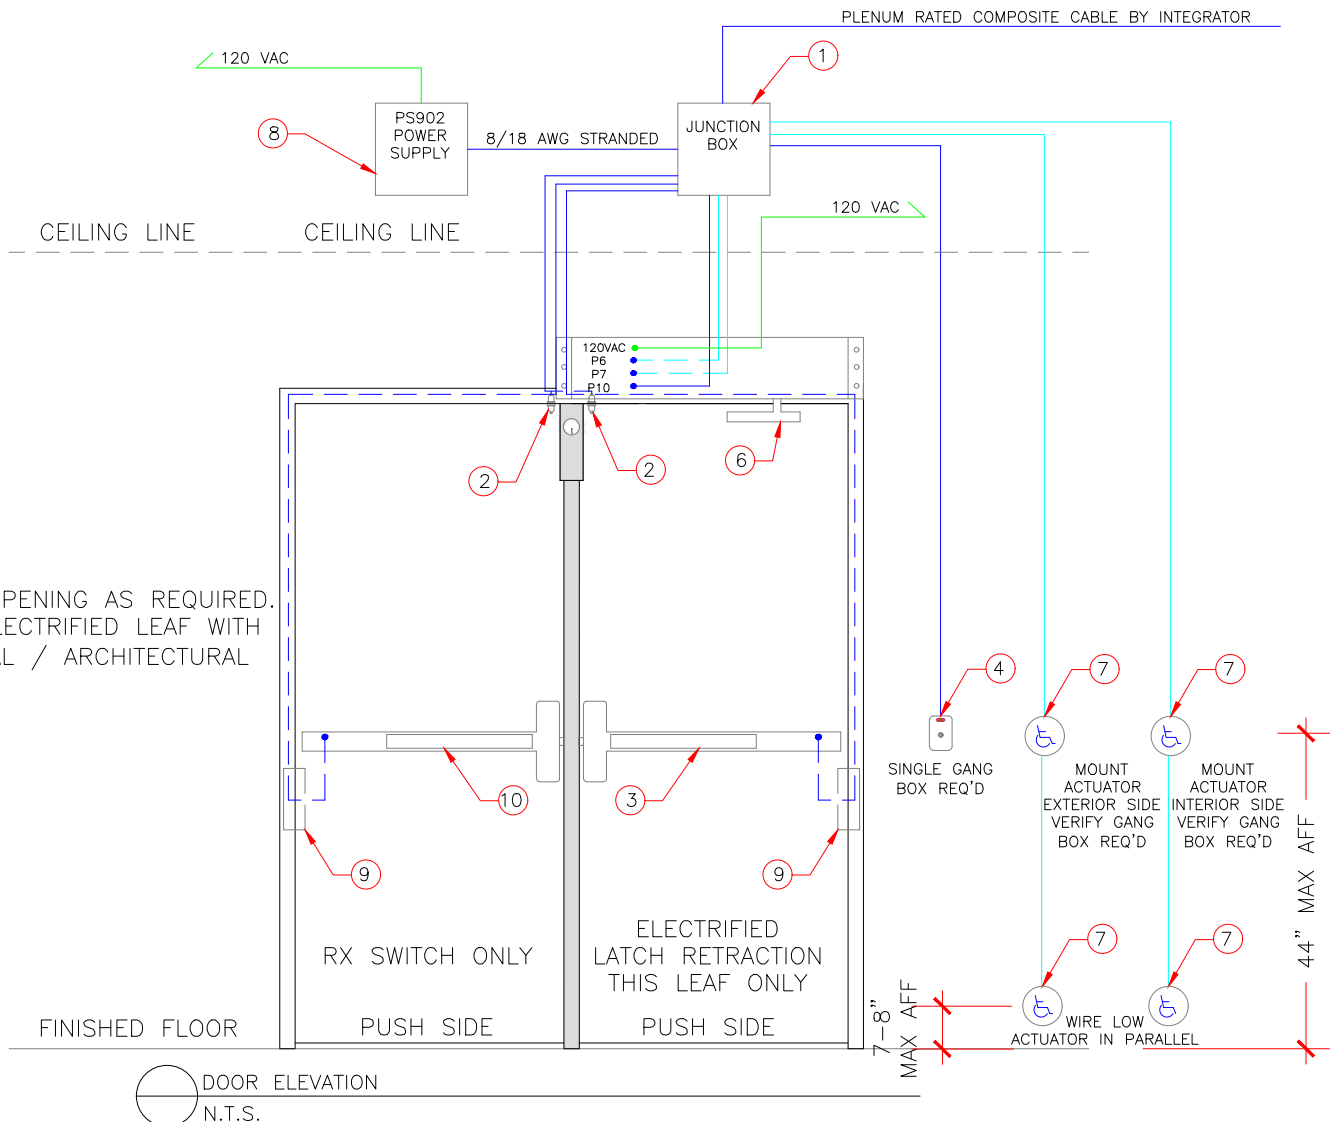 PLENUM RATED COMPOSITE CABLE BY INTEGRATOR
120 VAC
1
PS902
POWER
SUPPLY
8
8/18 AWG STRANDED
JUNCTION
BOX
120 VAC
CEILING LINE
CEILING LINE
120VAC
P6
P7
P10
2
2
6
PENING AS REQUIRED.
LECTRIFIED LEAF WITH
AL / ARCHITECTURAL
4
7
7
SINGLE GANG
BOX REQ'D
MOUNT
ACTUATOR
EXTERIOR SIDE
VERIFY GANG
BOX REQ'D
MOUNT
ACTUATOR
INTERIOR SIDE
VERIFY GANG
BOX REQ'D
10
3
9
9
44" MAX AFF
RX SWITCH ONLY
ELECTRIFIED
LATCH RETRACTION
THIS LEAF ONLY
7
7
7-8"
MAX AFF
FINISHED FLOOR
PUSH SIDE
PUSH SIDE
WIRE LOW
ACTUATOR IN PARALLEL
DOOR ELEVATION
N.T.S.